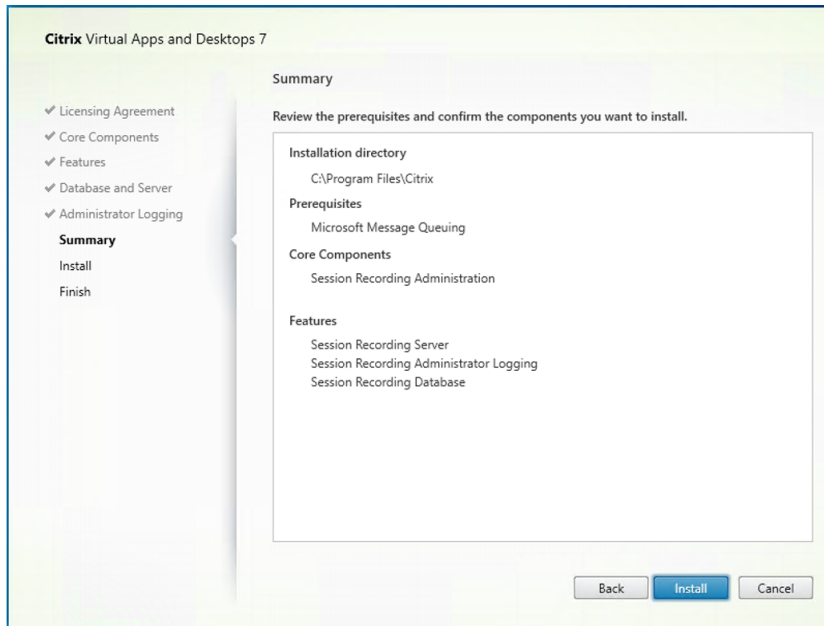 Citrix Virtual Apps and Desktops 7
Licensing Agreement
Core Components
Features
Database and Server
Administrator Logging
Summary
Install
Finish
Summary
Review the prerequisites and confirm the components you want to install.
Installation directory
C:\Program Files\Citrix
Prerequisites
Microsoft Message Queuing
Core Components
Session Recording Administration
Features
Session Recording Server
Session Recording Administrator Logging
Session Recording Database
Back
Install
Cancel